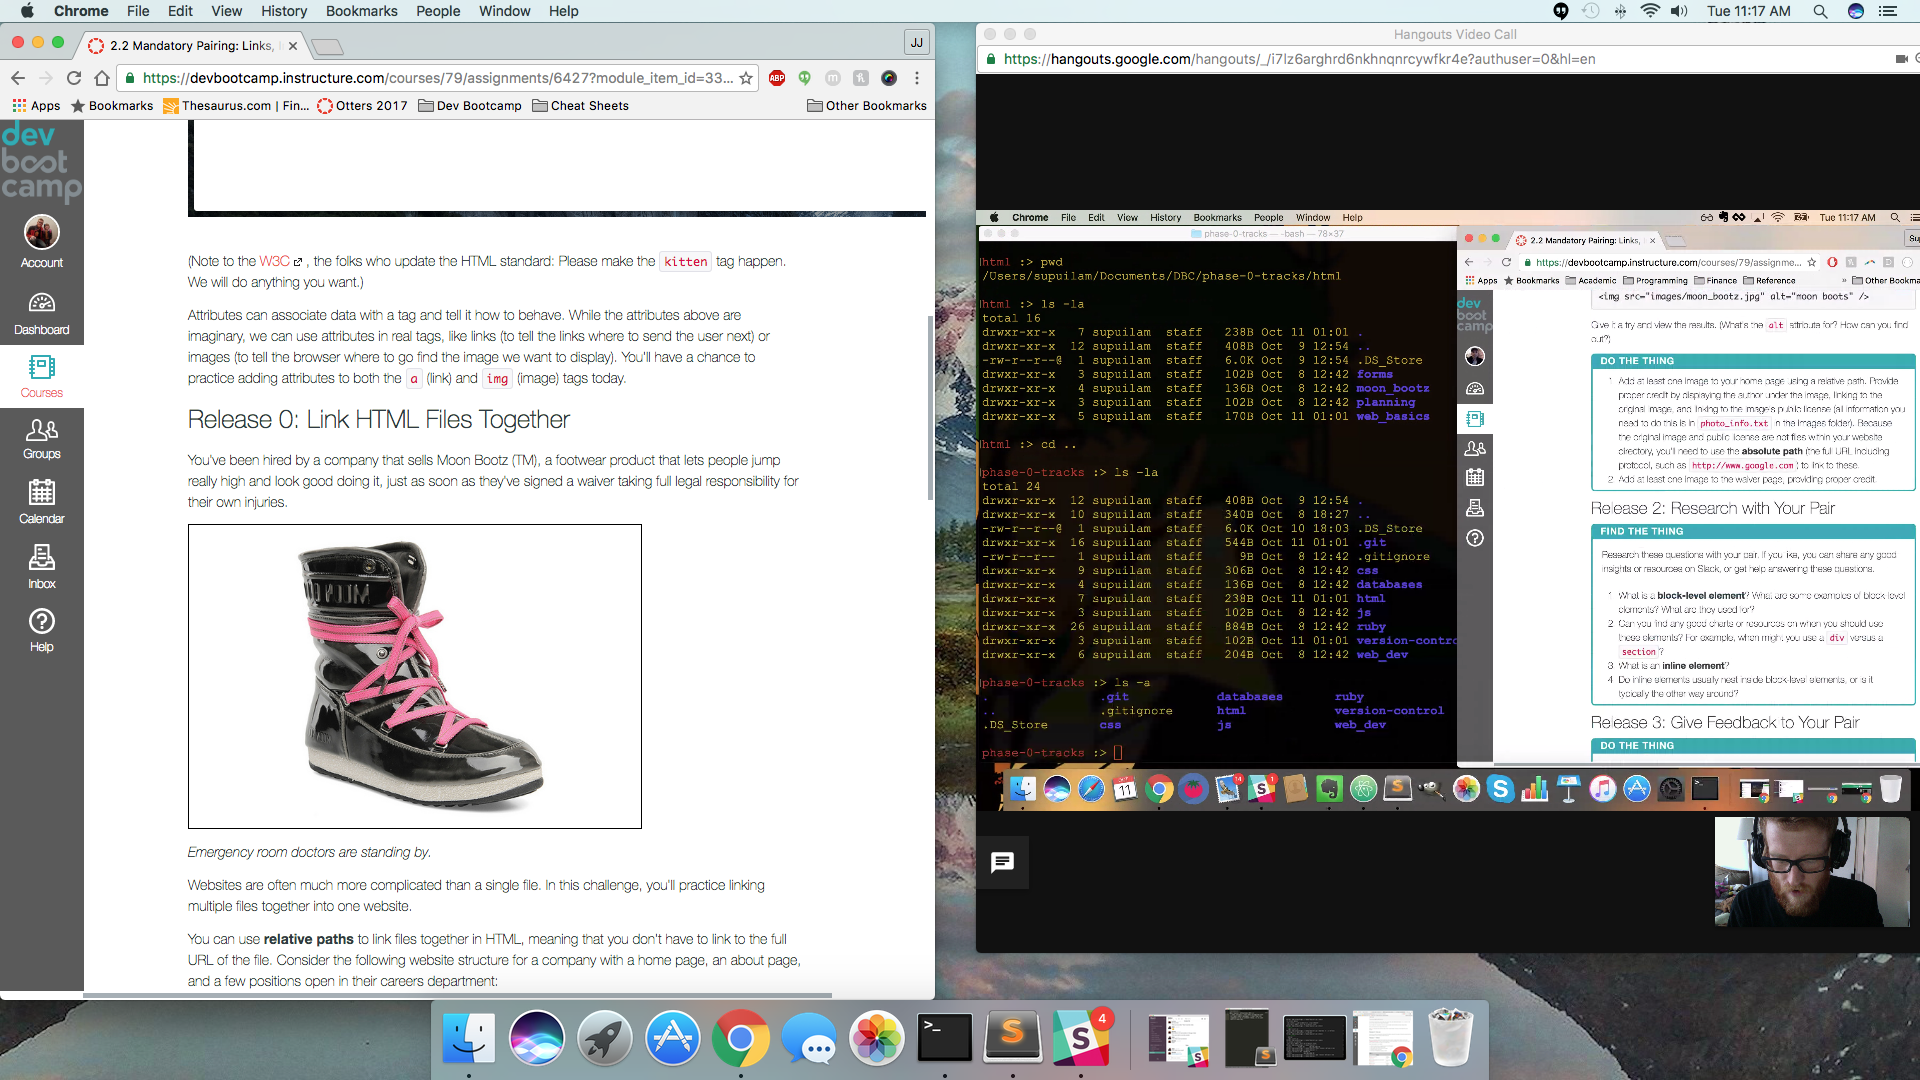 Chrome File Edit View History Bookmarks People Window Help
Tue 11:17 AM
2.2 Mandatory Pairing: Links,
JJ
https://devbootcamp.instructure.com/courses/79/assignments/6427?module_item_id=33...
ABP
Apps Bookmarks Thesaurus.com | Fin... Otters 2017 Dev Bootcamp Cheat Sheets Other Bookmarks
dev
bootcamp
Account
Dashboard
Courses
Groups
Calendar
Inbox
Help
(Note to the W3C , the folks who update the HTML standard: Please make the kitten tag happen.
We will do anything you want.)
Attributes can associate data with a tag and tell it how to behave. While the attributes above are
imaginary, we can use attributes in real tags, like links (to tell the links where to send the user next) or
images (to tell the browser where to go find the image we want to display). You'll have a chance to
practice adding attributes to both the a (link) and img (image) tags today.
Release 0: Link HTML Files Together
You've been hired by a company that sells Moon Bootz (TM), a footwear product that lets people jump
really high and look good doing it, just as soon as they've signed a waiver taking full legal responsibility for
their own injuries.
Emergency room doctors are standing by.
Websites are often much more complicated than a single file. In this challenge, you'll practice linking
multiple files together into one website.
You can use relative paths to link files together in HTML, meaning that you don't have to link to the full
URL of the file. Consider the following website structure for a company with a home page, an about page,
and a few positions open in their careers department:
Hangouts Video Call
https://hangouts.google.com/hangouts/_/i7lz6arghrd6nkhnqnrcywfkr4e?authuser=0&hl=en
Chrome File Edit View History Bookmarks People Window Help
Tue 11:17 AM
phase-0-tracks — -bash — 78×37
html :> pwd
/Users/supuilam/Documents/DBC/phase-0-tracks/html
html :> ls -la
total 16
drwxr-xr-x 7 supuilam staff 238B Oct 11 01:01 .
drwxr-xr-x 12 supuilam staff 408B Oct 9 12:54 ..
-rw-r--r--@ 1 supuilam staff 6.0K Oct 9 12:54 .DS_Store
drwxr-xr-x 3 supuilam staff 102B Oct 8 12:42 forms
drwxr-xr-x 4 supuilam staff 136B Oct 8 12:42 moon_bootz
drwxr-xr-x 3 supuilam staff 102B Oct 8 12:42 planning
drwxr-xr-x 5 supuilam staff 170B Oct 11 01:01 web_basics
html :> cd ..
phase-0-tracks :> ls -la
total 24
drwxr-xr-x 12 supuilam staff 408B Oct 9 12:54 .
drwxr-xr-x 10 supuilam staff 340B Oct 8 18:27 ..
-rw-r--r--@ 1 supuilam staff 6.0K Oct 10 18:03 .DS_Store
drwxr-xr-x 16 supuilam staff 544B Oct 11 01:01 .git
-rw-r--r-- 1 supuilam staff 9B Oct 8 12:42 .gitignore
drwxr-xr-x 9 supuilam staff 306B Oct 8 12:42 css
drwxr-xr-x 4 supuilam staff 136B Oct 8 12:42 databases
drwxr-xr-x 7 supuilam staff 238B Oct 11 01:01 html
drwxr-xr-x 3 supuilam staff 102B Oct 8 12:42 js
drwxr-xr-x 26 supuilam staff 884B Oct 8 12:42 ruby
drwxr-xr-x 3 supuilam staff 102B Oct 11 01:01 version-contro
drwxr-xr-x 6 supuilam staff 204B Oct 8 12:42 web_dev
phase-0-tracks :> ls -a
. .git databases ruby
.. .gitignore html version-control
.DS_Store css js web_dev
phase-0-tracks :>
2.2 Mandatory Pairing: Links,
https://devbootcamp.instructure.com/courses/79/assignme...
Apps Bookmarks Academic Programming Finance Reference » Other Bookma
dev
boot
camp
<img src="images/moon_bootz.jpg" alt="moon boots" />
Give it a try and view the results. (What's the alt attribute for? How can you find
out?)
DO THE THING
1 Add at least one image to your home page using a relative path. Provide
proper credit by displaying the author under the image, linking to the
original image, and linking to the image's public license (all information you
need to do this is in photo_info.txt in the images folder). Because
the original image and public license are not files within your website
directory, you'll need to use the absolute path (the full URL including
protocol, such as http://www.google.com) to link to these.
2 Add at least one image to the waiver page, providing proper credit.
Release 2: Research with Your Pair
FIND THE THING
Research these questions with your pair. If you like, you can share any good
insights or resources on Slack, or get help answering these questions.
1 What is a block-level element? What are some examples of block level
elements? What are they used for?
2 Can you find any good charts or resources on when you should use
these elements? For example, when might you use a div versus a
section?
3 What is an inline element?
4 Do inline elements usually nest inside block-level elements, or is it
typically the other way around?
Release 3: Give Feedback to Your Pair
DO THE THING
11
4